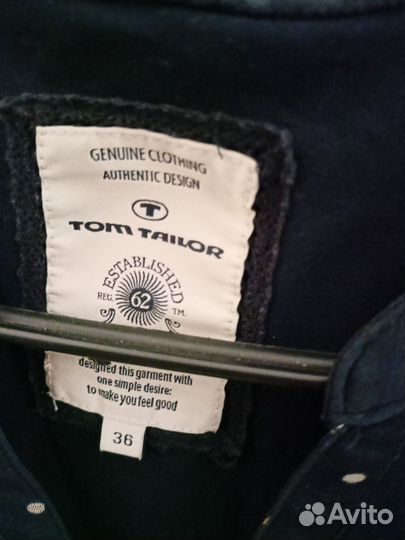 GENUINE CLOTHING
AUTHENTIC DESIGN
T
TOM TAILOR
ESTABLISHED
REG. 62 TM.
designed this garment with
one simple desire:
to make you feel good
36
Avito